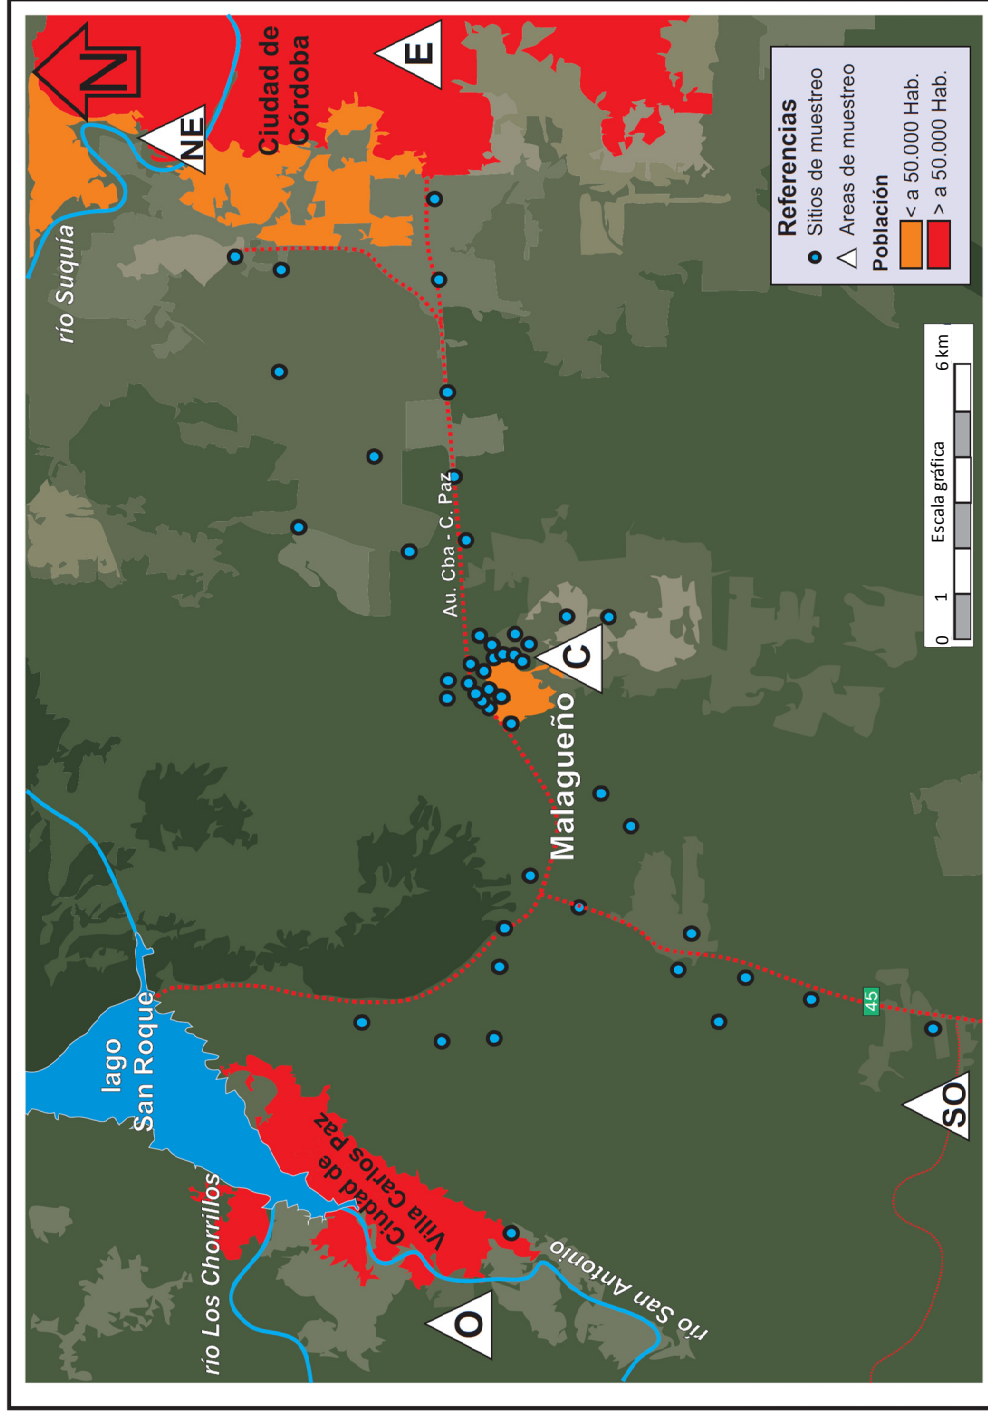 lago
San Roque
río Los Chorrillos
Ciudad de
Villa Carlos Paz
O
río San Antonio
SO
45
Malagueño
C
Au. Cba - C. Paz
río Suquía
N
NE
Ciudad de
Córdoba
E
Referencias
Sitios de muestreo
Areas de muestreo
Población
< a 50.000 Hab.
> a 50.000 Hab.
Escala gráfica
0 1 6 km